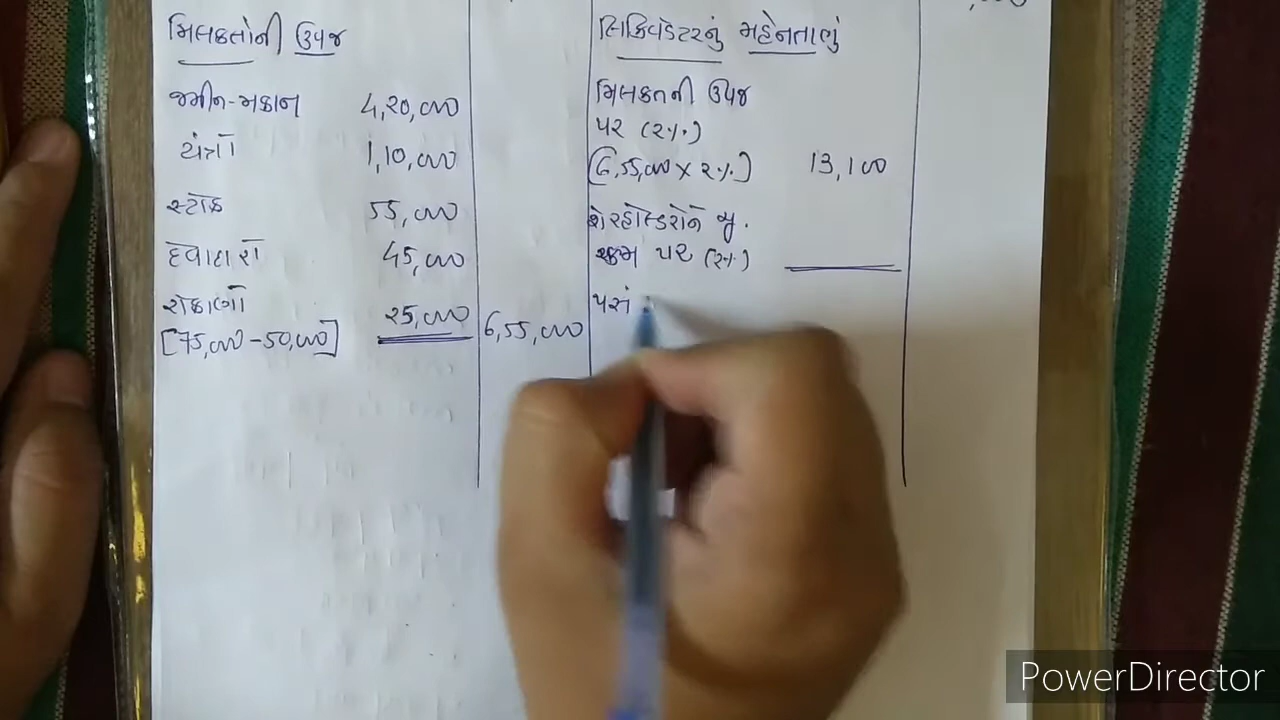 મિલકતોની ઉપજ
જમીન-મકાન 4,20,000
યંત્રો 1,10,000
સ્ટોક 55,000
દેવાદારો 45,000
રોકાણો 25,000 6,55,000
[75,000-50,000]
લિક્વિડેટરનું મહેનતાણું
મિલકતની ઉપજ
પર (2%)
[6,55,000 x 2%] 13,100
શેરહોલ્ડરોને ચૂ.
રકમ પર (2%)
પસં
PowerDirector